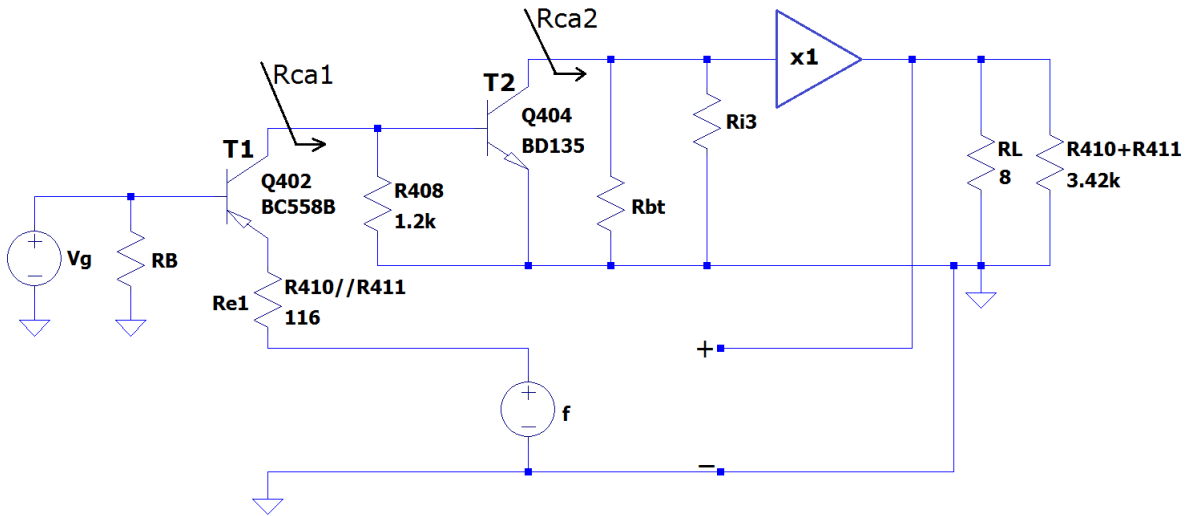 Rca2
x1
Rca1
T2
Q404
BD135
Ri3
T1
Q402
BC558B
R408
1.2k
RL
8
R410+R411
3.42k
Rbt
+
−
Vg
RB
Re1
R410//R411
116
+
−
+
−
f